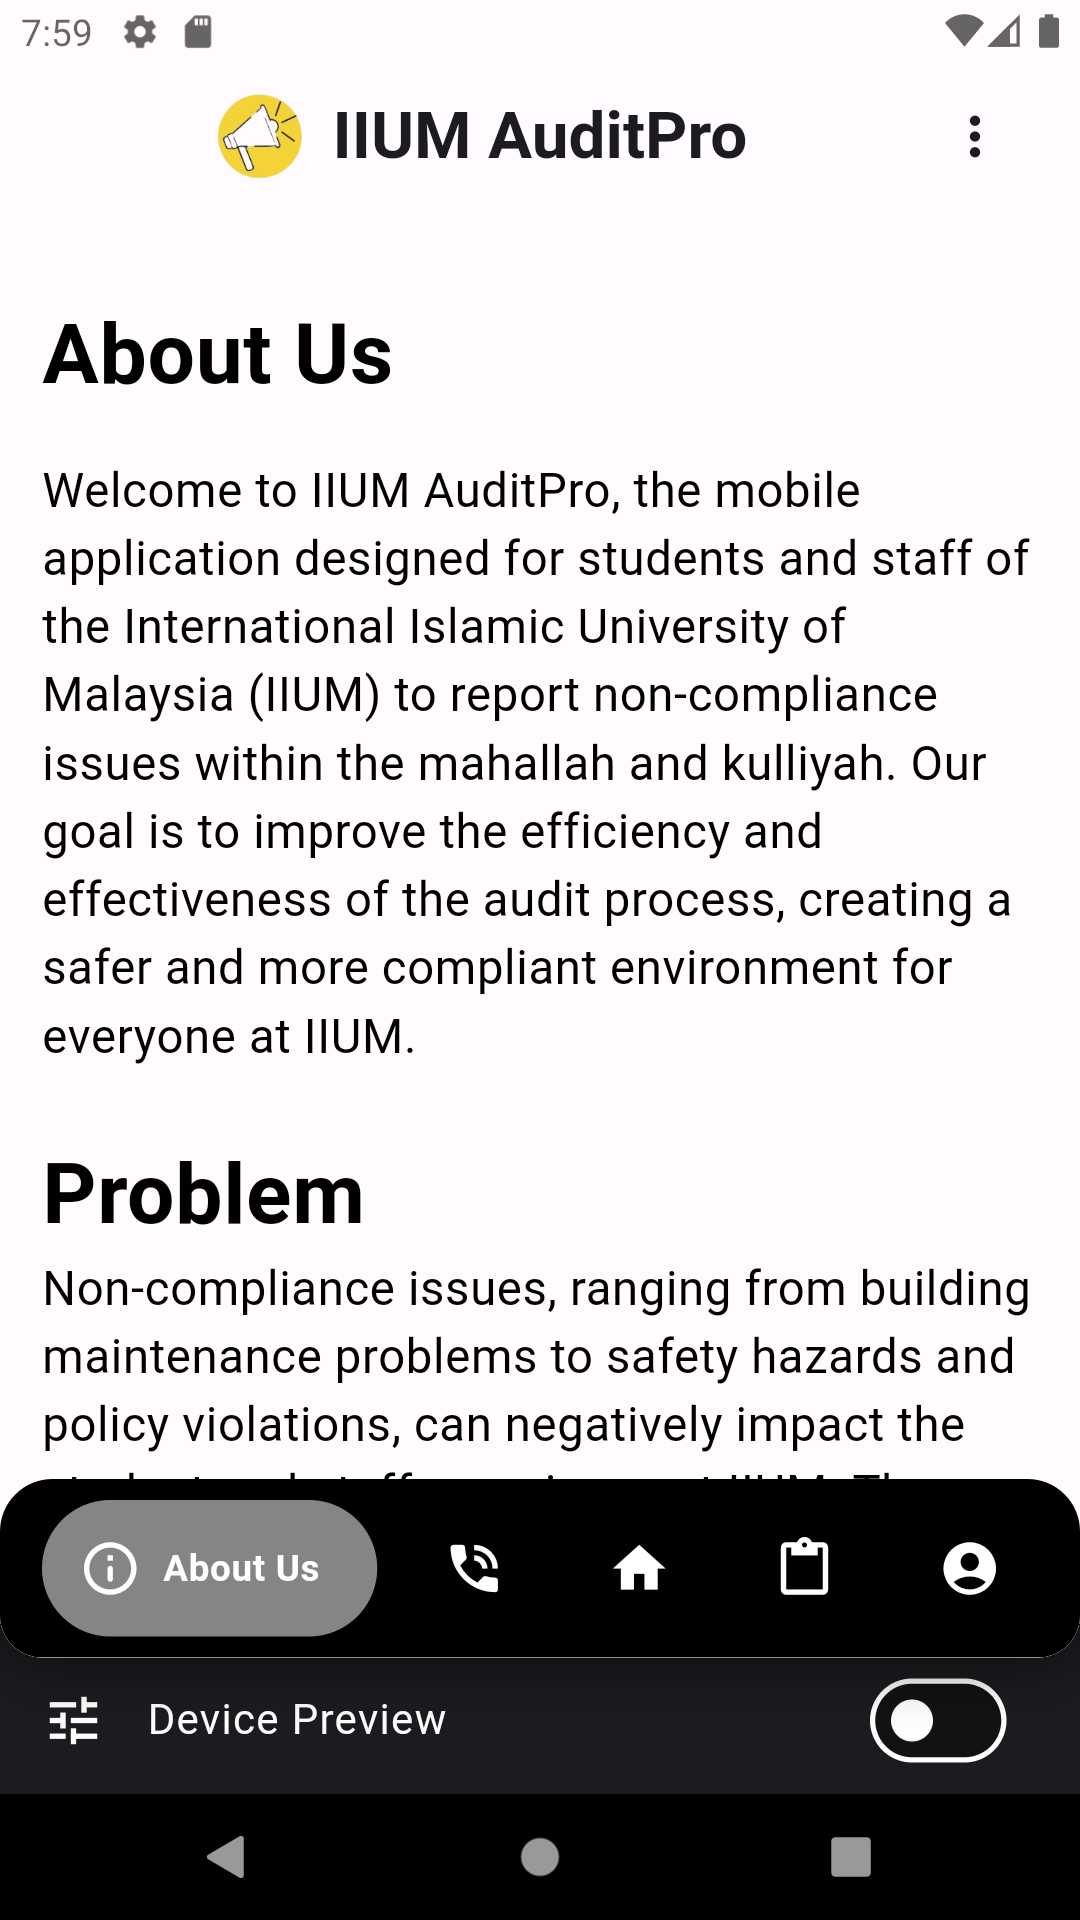 7:59
IIUM AuditPro
About Us
Welcome to IIUM AuditPro, the mobile
application designed for students and staff of
the International Islamic University of
Malaysia (IIUM) to report non-compliance
issues within the mahallah and kulliyah. Our
goal is to improve the efficiency and
effectiveness of the audit process, creating a
safer and more compliant environment for
everyone at IIUM.
Problem
Non-compliance issues, ranging from building
maintenance problems to safety hazards and
policy violations, can negatively impact the
About Us
Device Preview